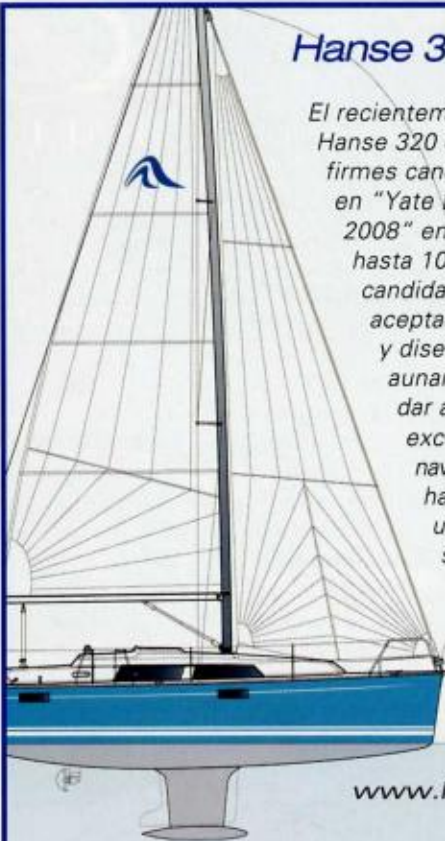 Hanse 3
El recientem
Hanse 320
firmes can
en "Yate
2008" en
hasta 10
candida
acepta
y dise
aunar
dar a
exc
nav
ha
u
s
www.